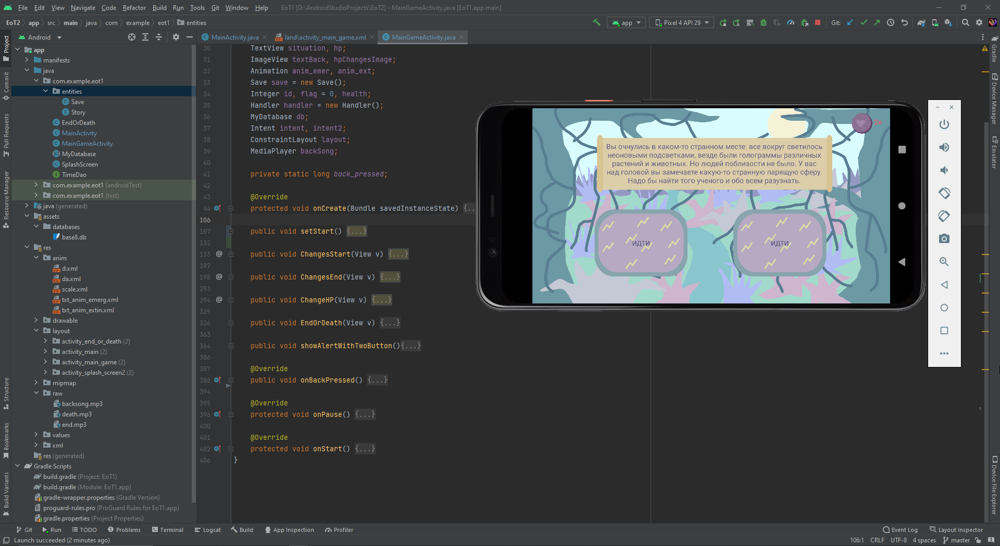 File Edit View Navigate Code Refactor Build Run Tools Git Window Help EoT1 [D:\AndroidStudioProjects\EoT2] - MainGameActivity.java [EoT1.app.main]
EoT2 app src main java com example eot1 entities app Pixel 4 API 29 Git:
Android MainActivity.java land\activity_main_game.xml MainGameActivity.java
Project
Commit
Pull Requests
Resource Manager
Structure
Bookmarks
Build Variants
app
manifests
java
com.example.eot1
entities
Save
Story
EndOrDeath
MainActivity
MainGameActivity
MyDatabase
SplashScreen
TimeDao
com.example.eot1 (androidTest)
com.example.eot1 (test)
java (generated)
assets
databases
base8.db
res
anim
d.xml
da.xml
scale.xml
txt_anim_emerg.xml
txt_anim_extin.xml
drawable
layout
activity_end_or_death (2)
activity_main (2)
activity_main_game (2)
activity_splash_screen2 (2)
mipmap
raw
backsong.mp3
death.mp3
end.mp3
values
xml
res (generated)
Gradle Scripts
build.gradle (Project: EoT1)
build.gradle (Module: EoT1.app)
gradle-wrapper.properties (Gradle Version)
proguard-rules.pro (ProGuard Rules for EoT1.app)
gradle.properties (Project Properties)
30 TextView situation, hp;
31 ImageView textBack, hpChangesImage;
32 Animation anim_emer, anim_ext;
33 Save save = new Save();
34 Integer id, flag = 0, health;
35 Handler handler = new Handler();
36 MyDatabase db;
37 Intent intent, intent2;
38 ConstraintLayout layout;
39 MediaPlayer backSong;
40
41 private static long back_pressed;
42
43 @Override
44 protected void onCreate(Bundle savedInstanceState) {...
106
107 public void setStart() {...}
132
133 @ public void ChangesStart(View v) {...}
197
198 @ public void ChangesEnd(View v) {...}
293
294 @ public void ChangeHP(View v) {...}
325
326 public void EndOrDeath(View v) {...}
363
364 public void showAlertWithTwoButton(){...}
386
387 @Override
388 public void onBackPressed() {...}
394
395 @Override
396 protected void onPause() {...}
400
401 @Override
402 protected void onStart() {...}
406 }
Вы очнулись в каком-то странном месте: все вокруг светилось
неоновыми подсветками, везде были голограммы различных
растений и животных. Но людей поблизости не было. У вас
над головой вы замечаете какую-то странную парящую сферу.
Надо бы найти того ученого и обо всем разузнать.
ИДТИ ИДТИ
Gradle
Device Manager
Emulator
Device File Explorer
Git Run TODO Problems Terminal Logcat Build App Inspection Profiler Event Log Layout Inspector
Launch succeeded (2 minutes ago) 106:1 CRLF UTF-8 4 spaces master